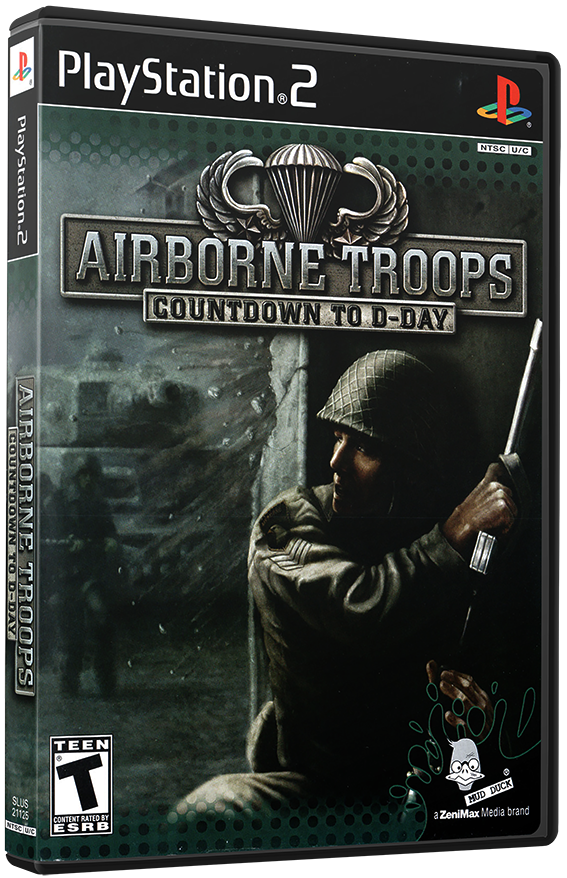 PlayStation®2
NTSC U/C
AIRBORNE TROOPS
COUNTDOWN TO D-DAY
TEEN
T
CONTENT RATED BY
ESRB
MUD DUCK®
a ZeniMax Media brand
PlayStation®2
AIRBORNE TROOPS
COUNTDOWN TO D-DAY
SLUS
21125
NTSC U/C